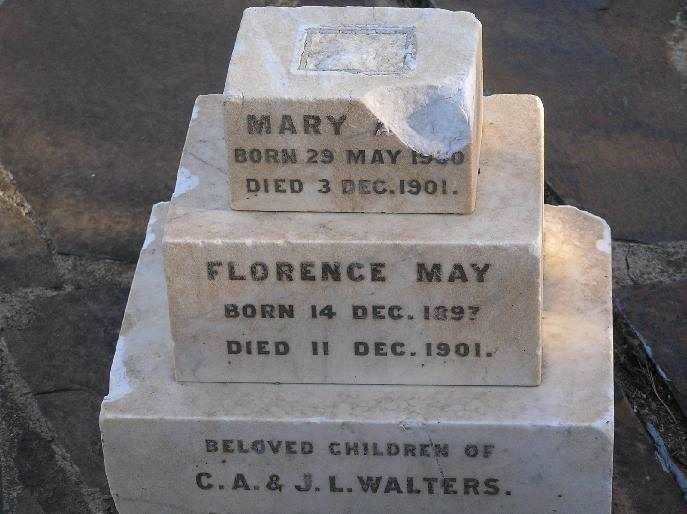 MARY
BORN 29 MAY 1900
DIED 3 DEC. 1901.
FLORENCE MAY
BORN 14 DEC. 1897
DIED 11 DEC. 1901.
BELOVED CHILDREN OF
C. A. & J. L. WALTERS.